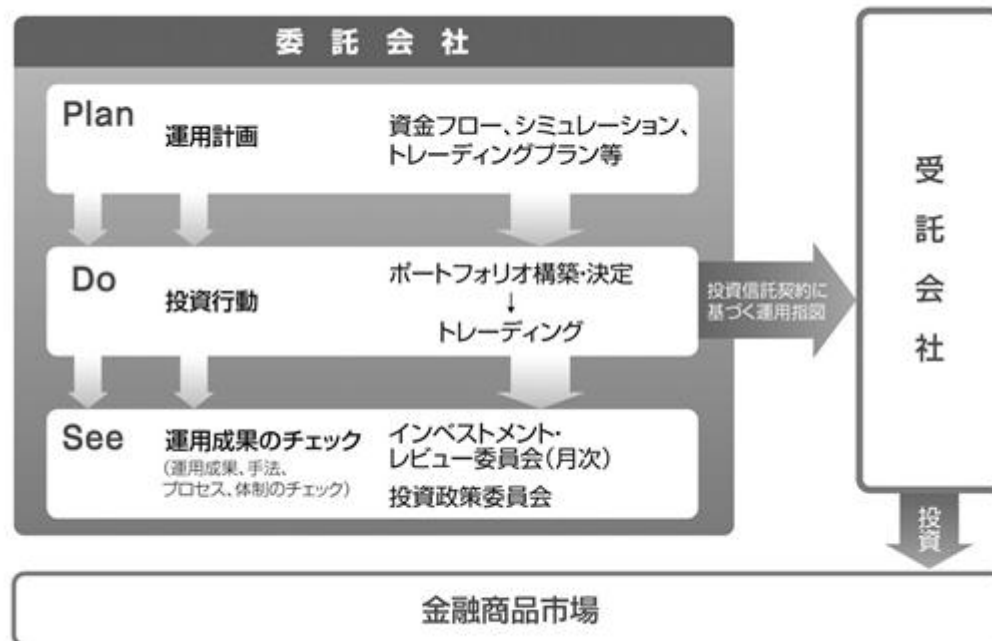 委託会社
Plan
運用計画
資金フロー、シミュレーション、
トレーディングプラン等
Do
投資行動
ポートフォリオ構築・決定
↓
トレーディング
投資信託契約に
基づく運用指図
See
運用成果のチェック
(運用成果、手法、
プロセス、体制のチェック)
インベストメント・
レビュー委員会(月次)
投資政策委員会
受託会社
投資
金融商品市場